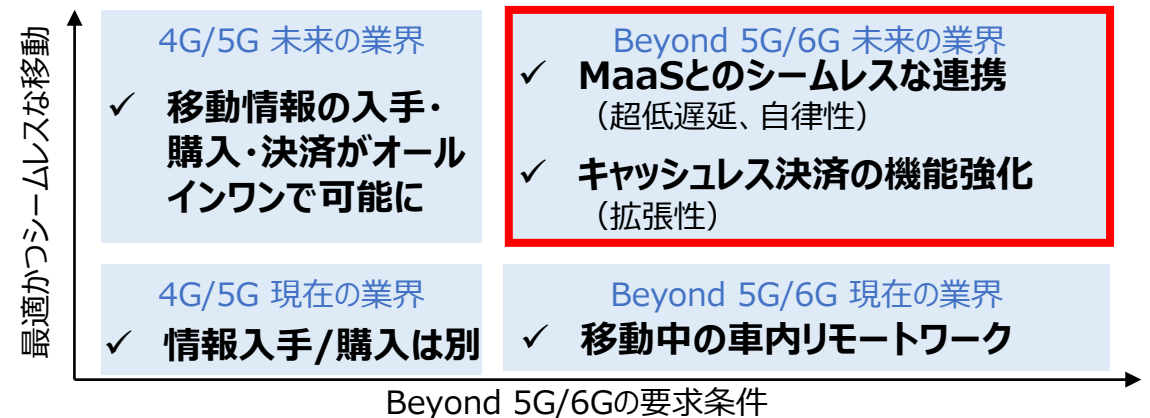 最適かつシームレスな移動
4G/5G 未来の業界
✓ 移動情報の入手・
購入・決済がオール
インワンで可能に
Beyond 5G/6G 未来の業界
✓ MaaSとのシームレスな連携
（超低遅延、自律性）
✓ キャッシュレス決済の機能強化
（拡張性）
4G/5G 現在の業界
✓ 情報入手/購入は別
Beyond 5G/6G 現在の業界
✓ 移動中の車内リモートワーク
Beyond 5G/6Gの要求条件